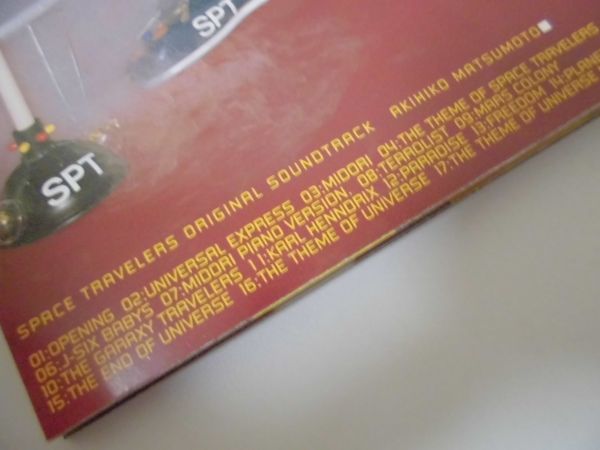 SPT
SPT
SPACE TRAVELERS ORIGINAL SOUNDTRACK AKIHIKO MATSUMOTO
01:OPENING 02:UNIVERSAL EXPRESS 03:MIDORI 04:THE THEME OF SPACE TRAVELERS
06:J-SIX BABYS 07:MIDORI PIANO VERSION. 08:TERROLIST 09:MARS COLONY
10:THE GARAXY TRAVELERS 11:KARL HENNDRIX 12:PARADISE 13:FREEDOM 14:PLANE
15:THE END OF UNIVERSE 16:THE THEME OF UNIVERSE 17:THE THEME OF UNIVERSE